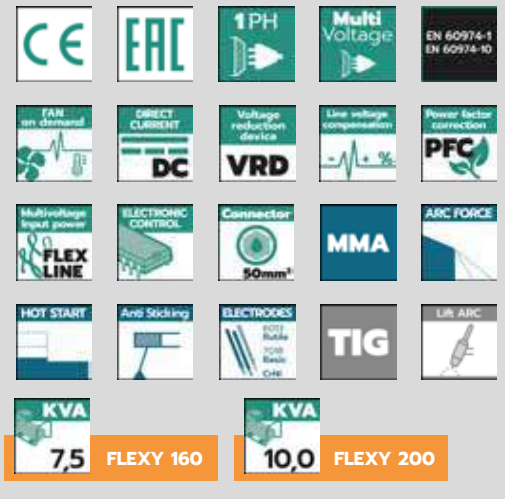 CE
EAC
1PH
Multi
Voltage
EN 60974-1
EN 60974-10
FAN
on demand
DIRECT
CURRENT
DC
Voltage
reduction
device
VRD
Line voltage
compensation
- + %
Power factor
correction
PFC
Multivoltage
Input power
FLEX
LINE
ELECTRONIC
CONTROL
Connector
50mm²
MMA
ARC FORCE
HOT START
Anti Sticking
ELECTRODES
6013
Rutile
7018
Basic
TIG
Lift ARC
KVA
7,5
FLEXY 160
KVA
10,0
FLEXY 200